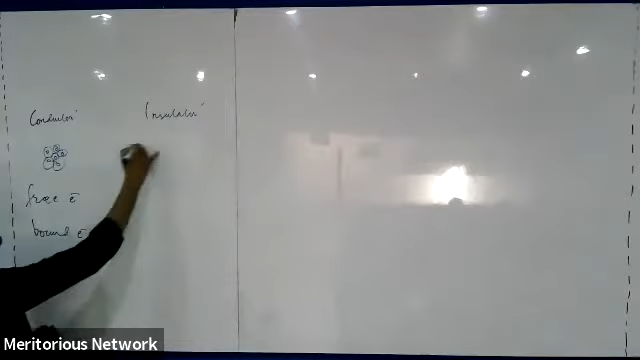 Conductor Insulator
free e̅
bound e̅
Meritorious Network